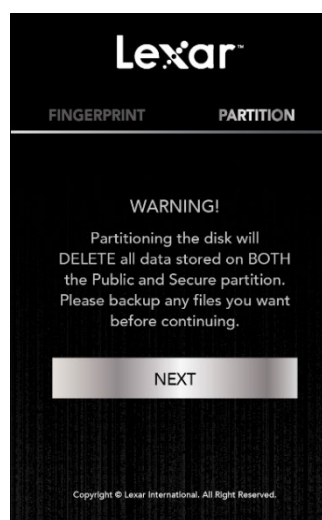 Lexar™
FINGERPRINT PARTITION
WARNING!
Partitioning the disk will
DELETE all data stored on BOTH
the Public and Secure partition.
Please backup any files you want
before continuing.
NEXT
Copyright © Lexar International. All Right Reserved.